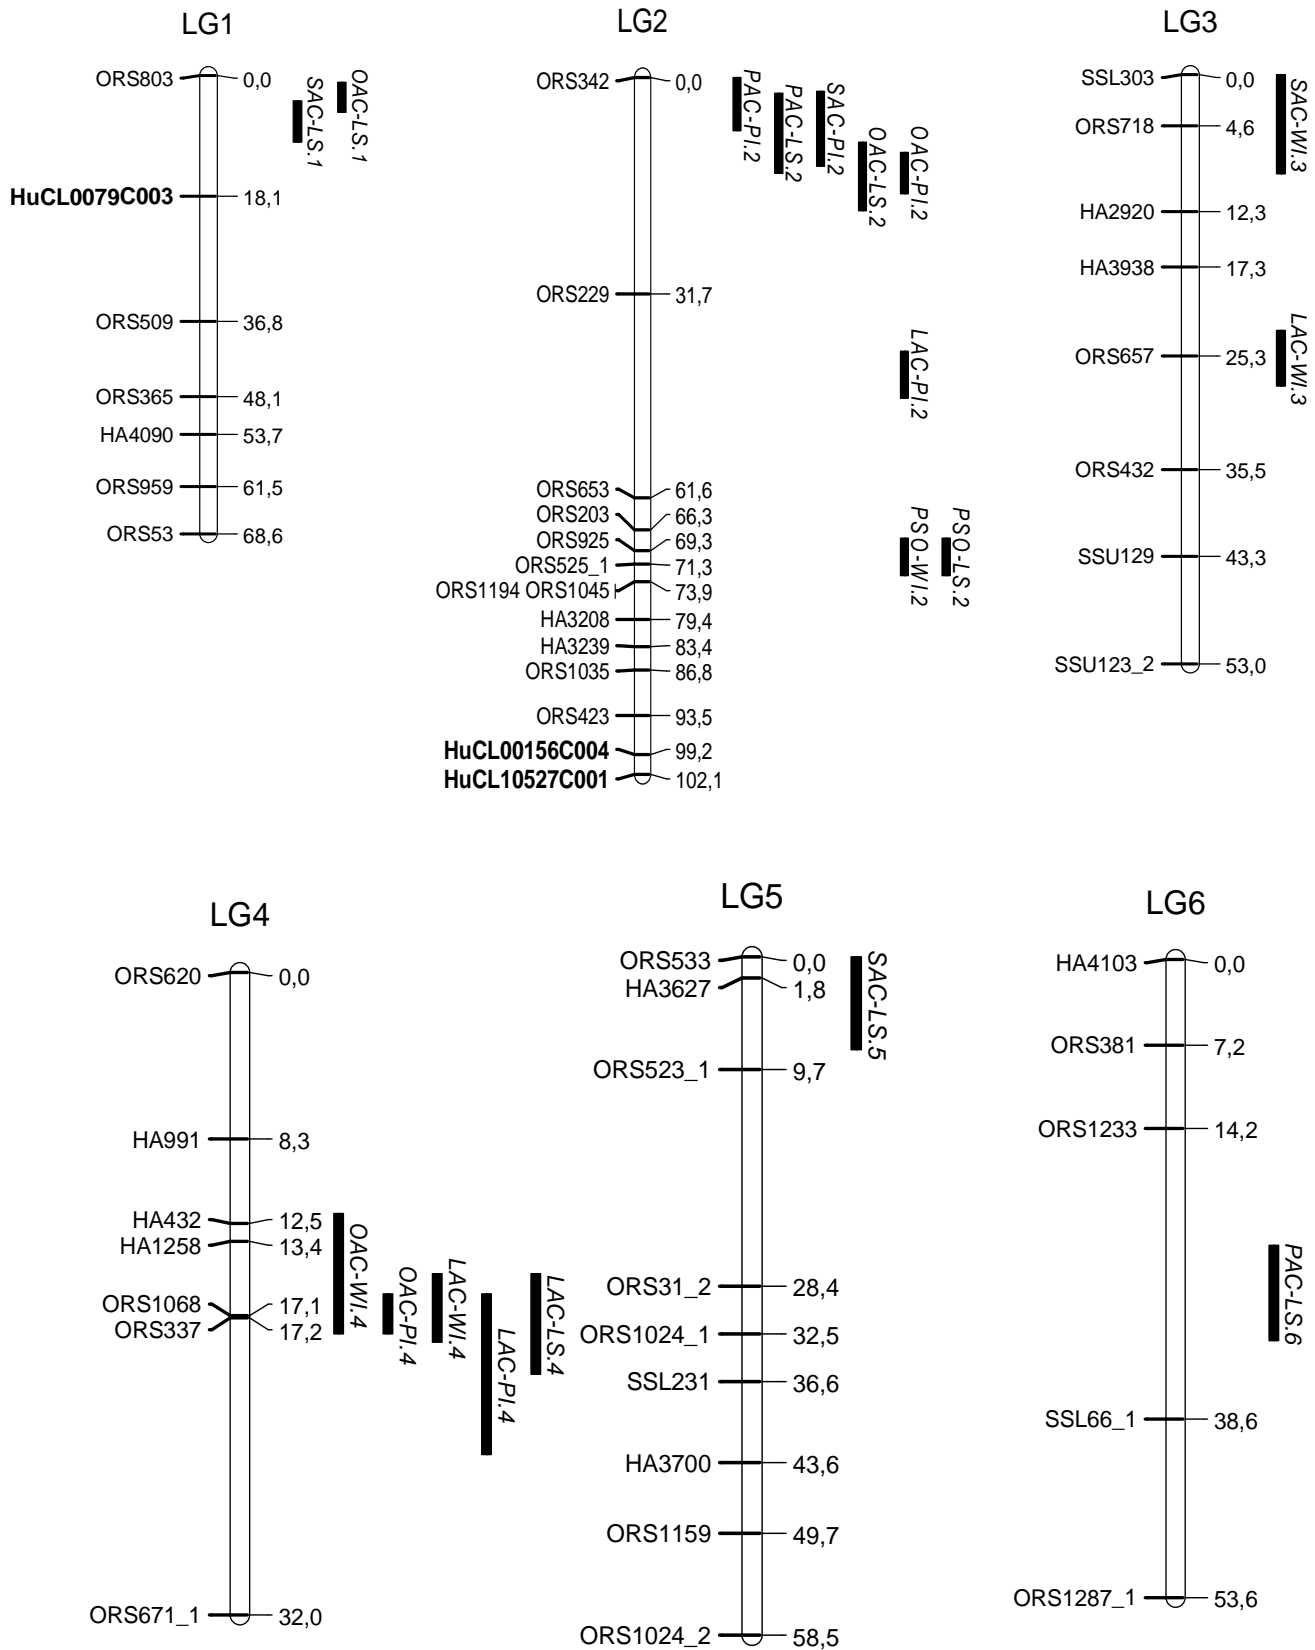 LG1
ORS803 0,0
HuCL0079C003 18,1
ORS509 36,8
ORS365 48,1
HA4090 53,7
ORS959 61,5
ORS53 68,6
SAC-LS.1
OAC-LS.1
LG2
ORS342 0,0
ORS229 31,7
ORS653 61,6
ORS203 66,3
ORS925 69,3
ORS525_1 71,3
ORS1194 ORS1045 73,9
HA3208 79,4
HA3239 83,4
ORS1035 86,8
ORS423 93,5
HuCL00156C004 99,2
HuCL10527C001 102,1
PAC-PI.2
PAC-LS.2
SAC-PI.2
OAC-LS.2
OAC-PI.2
LAC-PI.2
PSO-WI.2
PSO-LS.2
LG3
SSL303 0,0
ORS718 4,6
HA2920 12,3
HA3938 17,3
ORS657 25,3
ORS432 35,5
SSU129 43,3
SSU123_2 53,0
SAC-WI.3
LAC-WI.3
LG4
ORS620 0,0
HA991 8,3
HA432 12,5
HA1258 13,4
ORS1068 17,1
ORS337 17,2
ORS671_1 32,0
OAC-WI.4
OAC-PI.4
LAC-WI.4
LAC-PI.4
LAC-LS.4
LG5
ORS533 0,0
HA3627 1,8
ORS523_1 9,7
ORS31_2 28,4
ORS1024_1 32,5
SSL231 36,6
HA3700 43,6
ORS1159 49,7
ORS1024_2 58,5
SAC-LS.5
LG6
HA4103 0,0
ORS381 7,2
ORS1233 14,2
SSL66_1 38,6
ORS1287_1 53,6
PAC-LS.6